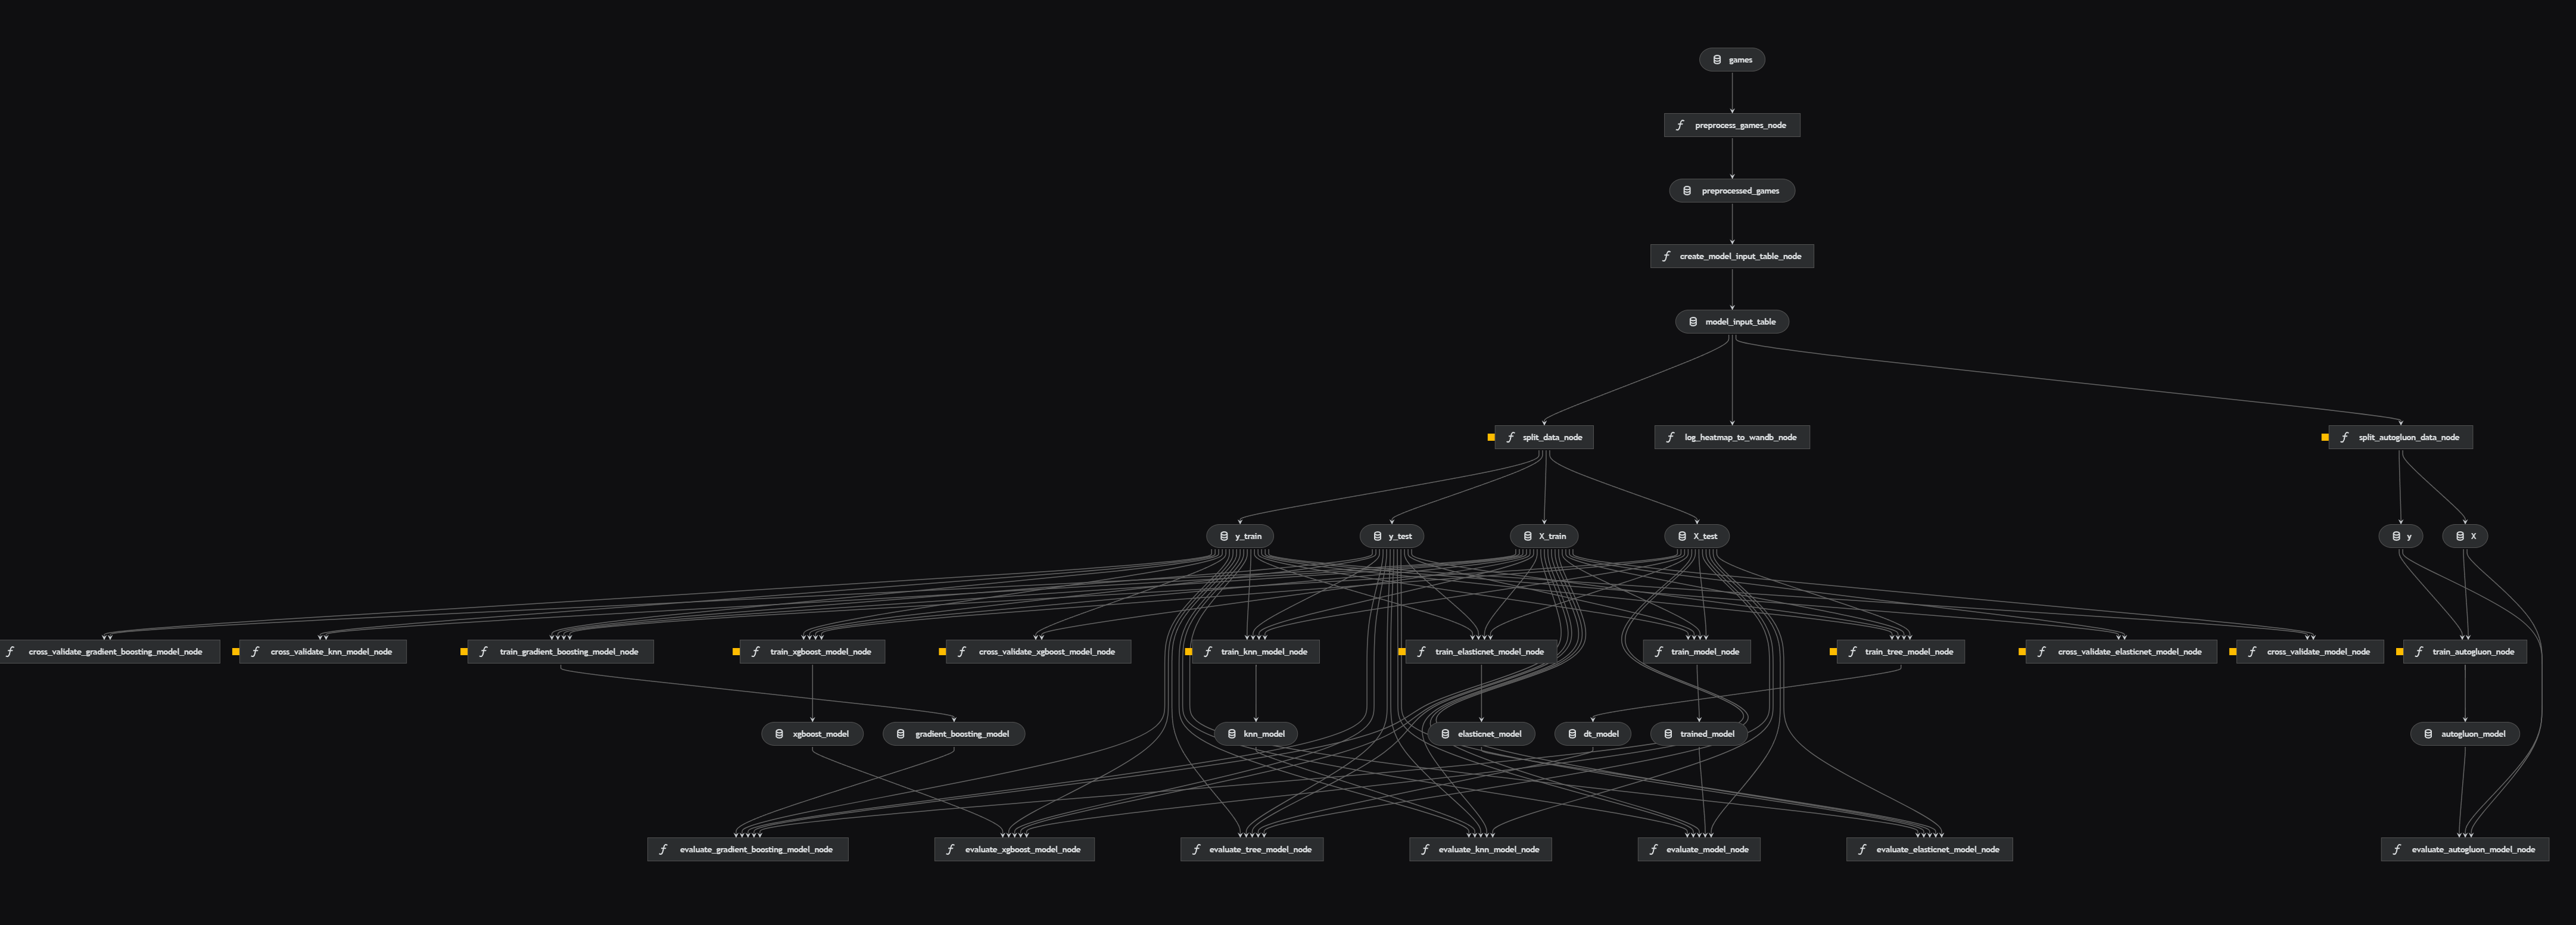 games
preprocess_games_node
preprocessed_games
create_model_input_table_node
model_input_table
split_data_node
log_heatmap_to_wandb_node
split_autogluon_data_node
y_train
y_test
X_train
X_test
y
X
cross_validate_gradient_boosting_model_node
cross_validate_knn_model_node
train_gradient_boosting_model_node
train_xgboost_model_node
cross_validate_xgboost_model_node
train_knn_model_node
train_elasticnet_model_node
train_model_node
train_tree_model_node
cross_validate_elasticnet_model_node
cross_validate_model_node
train_autogluon_node
xgboost_model
gradient_boosting_model
knn_model
elasticnet_model
dt_model
trained_model
autogluon_model
evaluate_gradient_boosting_model_node
evaluate_xgboost_model_node
evaluate_tree_model_node
evaluate_knn_model_node
evaluate_model_node
evaluate_elasticnet_model_node
evaluate_autogluon_model_node